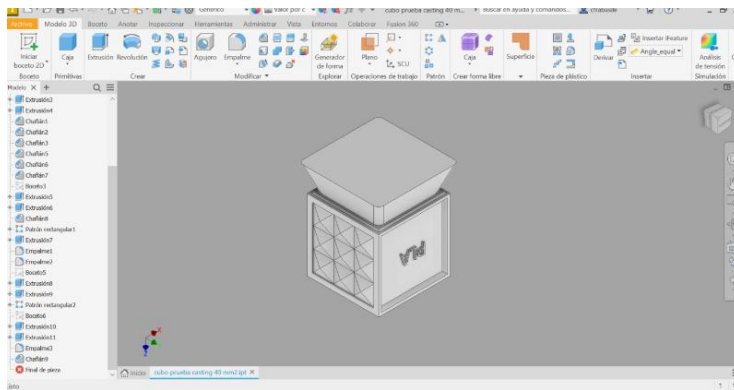 Genérico
cubo prueba casting 40 m...
Buscar en ayuda y comandos...
Archivo Modelo 3D Boceto Anotar Inspeccionar Herramientas Administrar Vista Entornos Colaborar Fusion 360
Iniciar boceto 2D
Caja
Extrusión
Revolución
Agujero
Empalme
Generador de forma
Plano
SCU
Caja
Superficie
Derivar
Insertar iFeature
Angle_equal
Análisis de tensión
Boceto Primitivas Crear Modificar Explorar Operaciones de trabajo Patrón Crear forma libre Pieza de plástico Insertar Simulación
Modelo
Extrusión2
Extrusión4
Chaflán1
Chaflán2
Chaflán3
Chaflán5
Chaflán6
Chaflán7
Boceto3
Extrusión5
Extrusión6
Chaflán8
Patrón rectangular1
Extrusión7
Empalme1
Empalme2
Boceto5
Extrusión8
Extrusión9
Patrón rectangular2
Boceto6
Extrusión10
Extrusión11
Empalme3
Chaflán9
Final de pieza
PLA
Inicio
cubo prueba casting 40 mm2.ipt
Listo
1